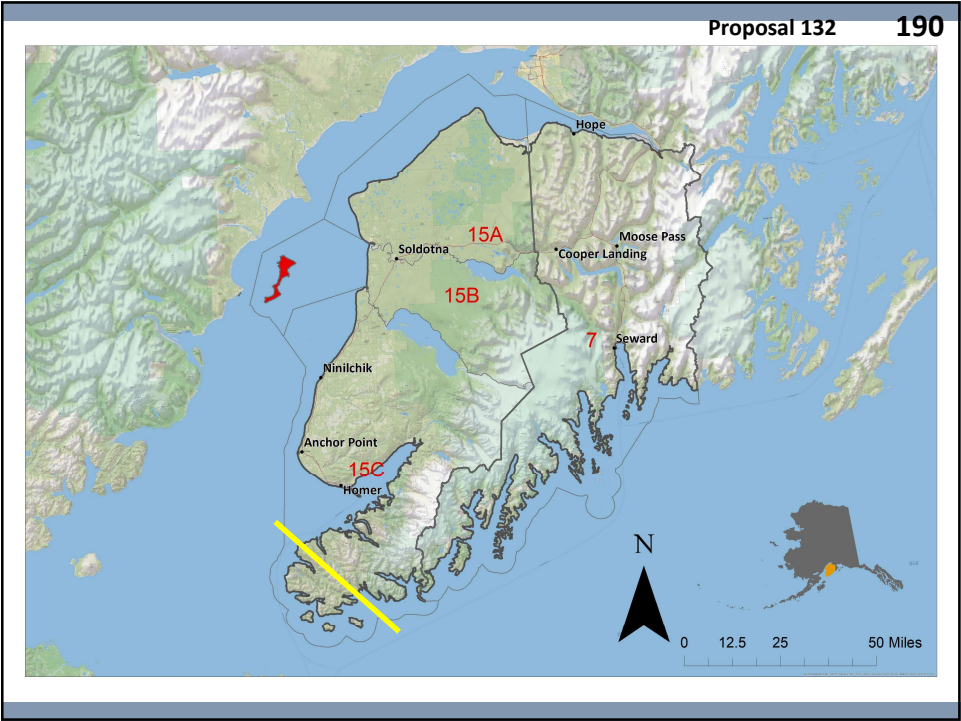 Proposal 132 190
Hope
15A
Moose Pass
Soldotna
Cooper Landing
15B
7
Seward
Ninilchik
Anchor Point
15C
Homer
N
0 12.5 25 50 Miles